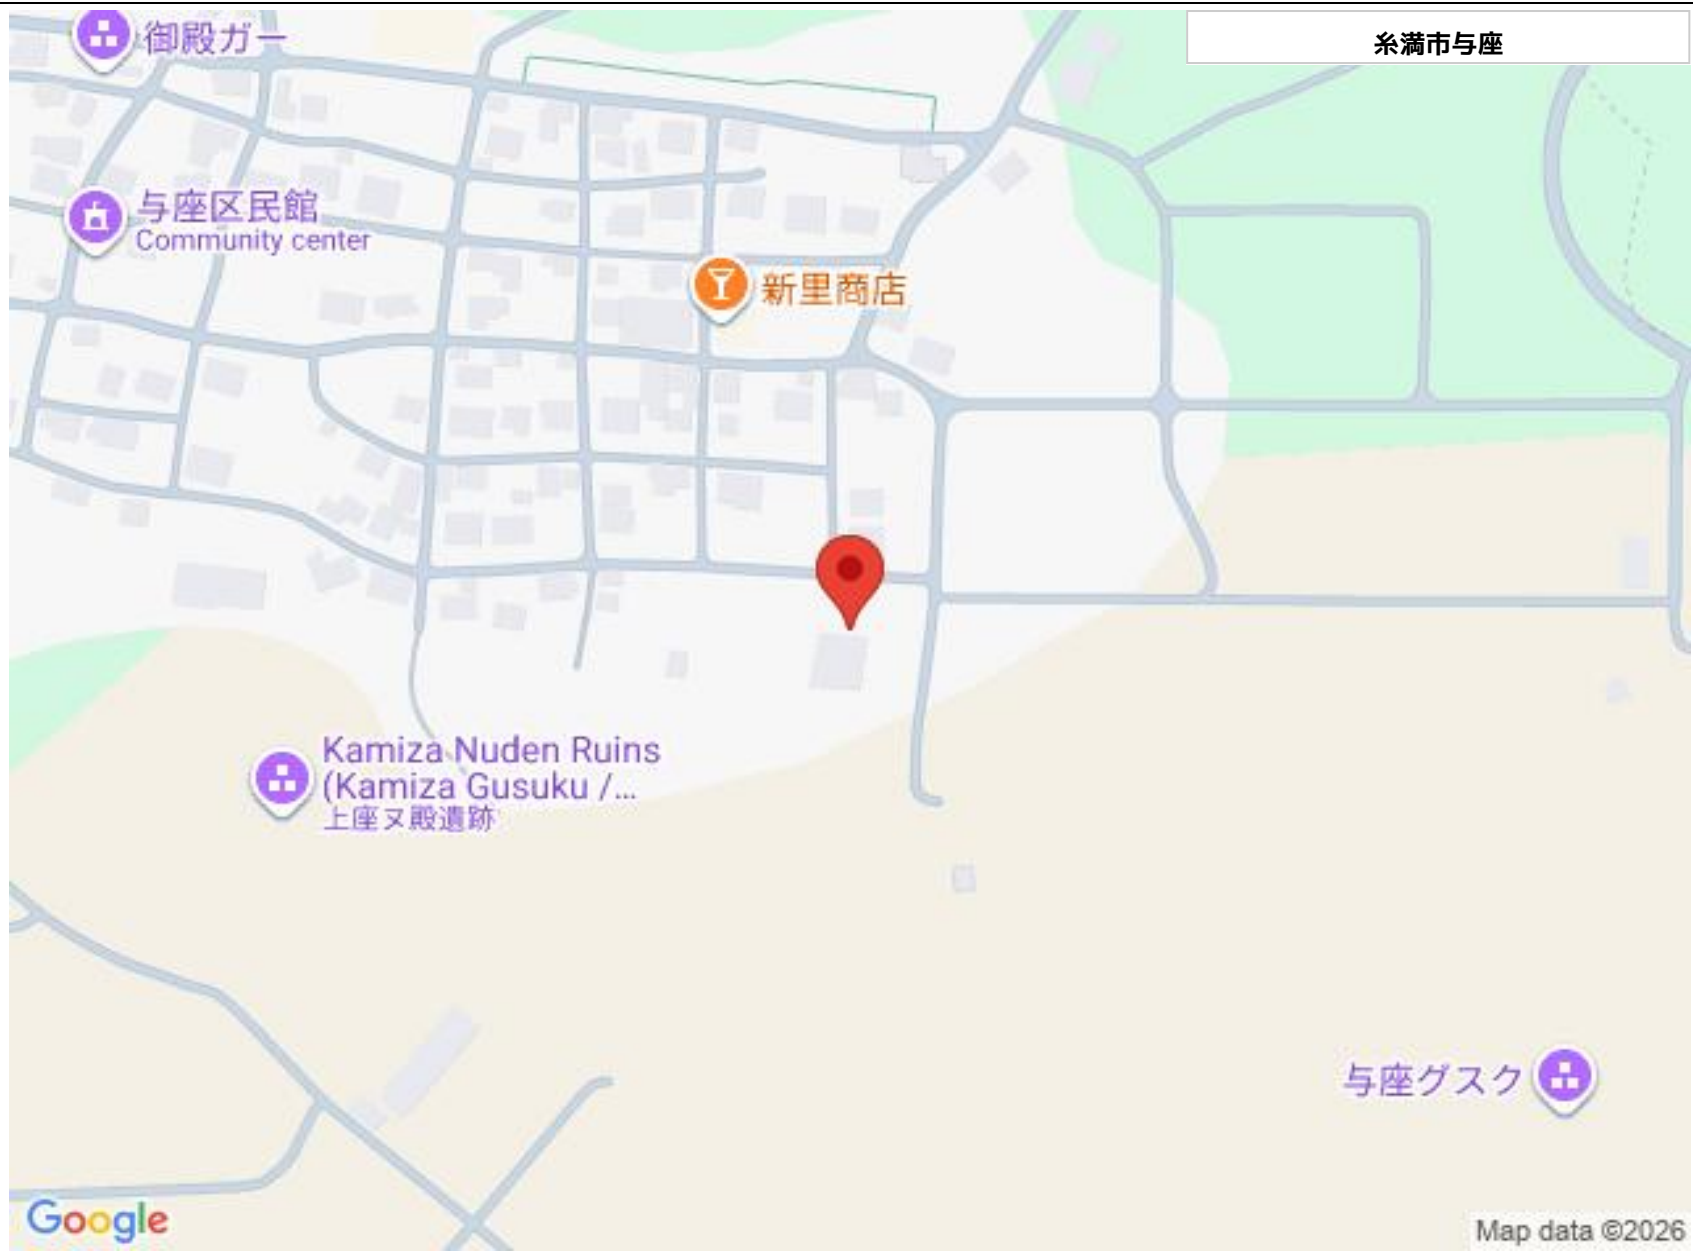 糸満市与座
御殿ガー
与座区民館
Community center
新里商店
Kamiza Nuden Ruins
(Kamiza Gusuku /...
上座ヌ殿遺跡
与座グスク
Google
Map data ©2026